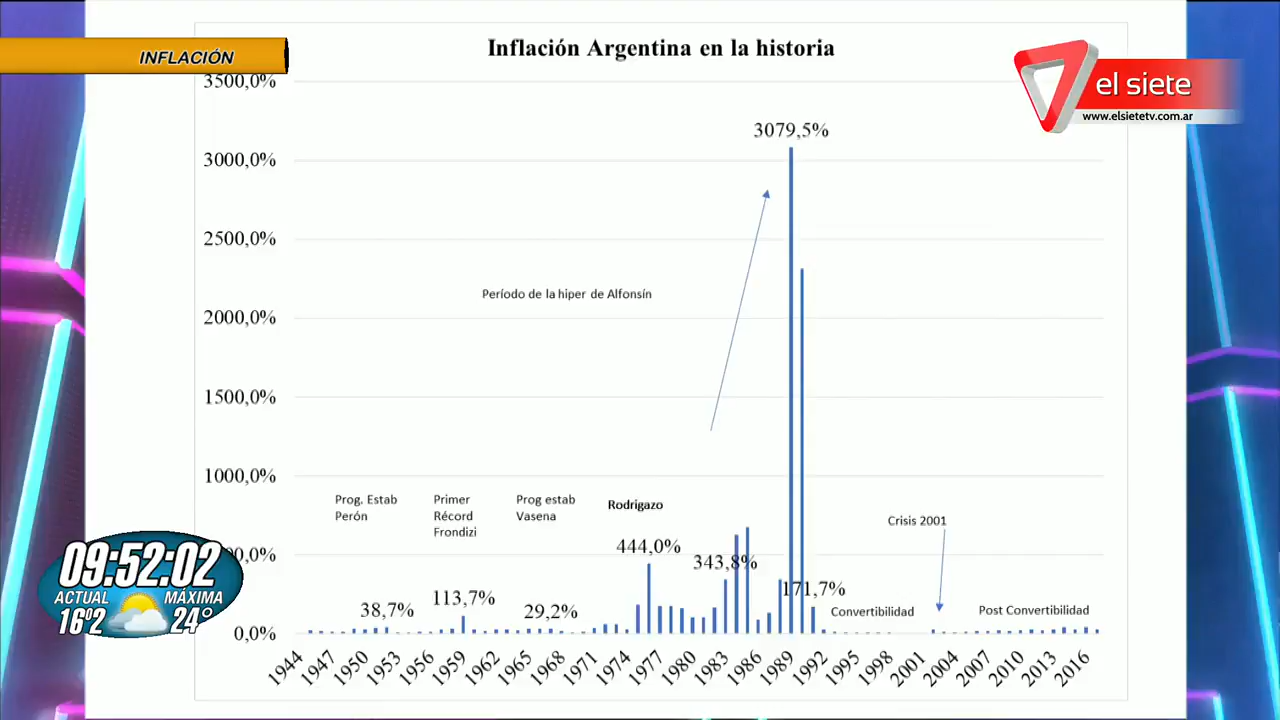 INFLACIÓN
Inflación Argentina en la historia
el siete
www.elsietetv.com.ar
3500,0%
3079,5%
3000,0%
2500,0%
Período de la hiper de Alfonsín
2000,0%
1500,0%
1000,0%
Prog. Estab
Perón
Primer
Récord
Frondizi
Prog estab
Vasena
Rodrigazo
Crisis 2001
444,0%
343,8%
171,7%
38,7%
113,7%
29,2%
Convertibilidad
Post Convertibilidad
0,0%
09:52:02
ACTUAL
16º2
MÁXIMA
24º
1944
1947
1950
1953
1956
1959
1962
1965
1968
1971
1974
1977
1980
1983
1986
1989
1992
1995
1998
2001
2004
2007
2010
2013
2016